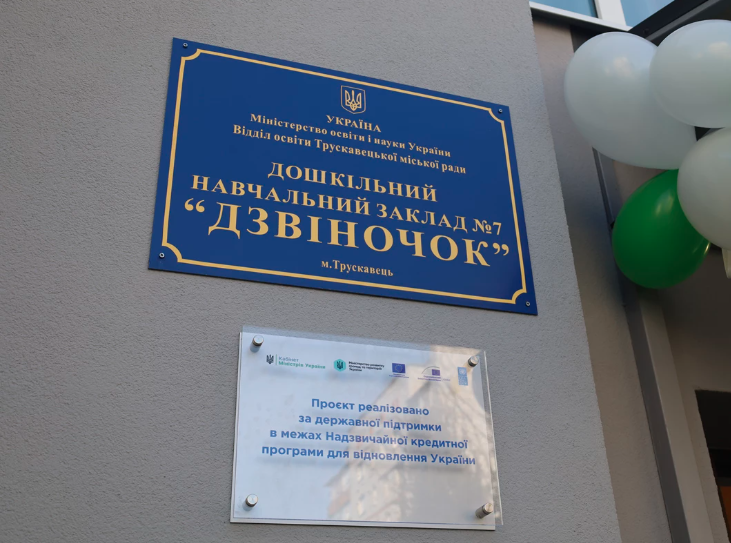 УКРАЇНА
Міністерство освіти і науки України
Відділ освіти Трускавецької міської ради
ДОШКІЛЬНИЙ
НАВЧАЛЬНИЙ ЗАКЛАД №7
“ДЗВІНОЧОК”
м.Трускавець
Кабінет
Міністрів України
Проєкт реалізовано
за державної підтримки
в межах Надзвичайної кредитної
програми для відновлення України